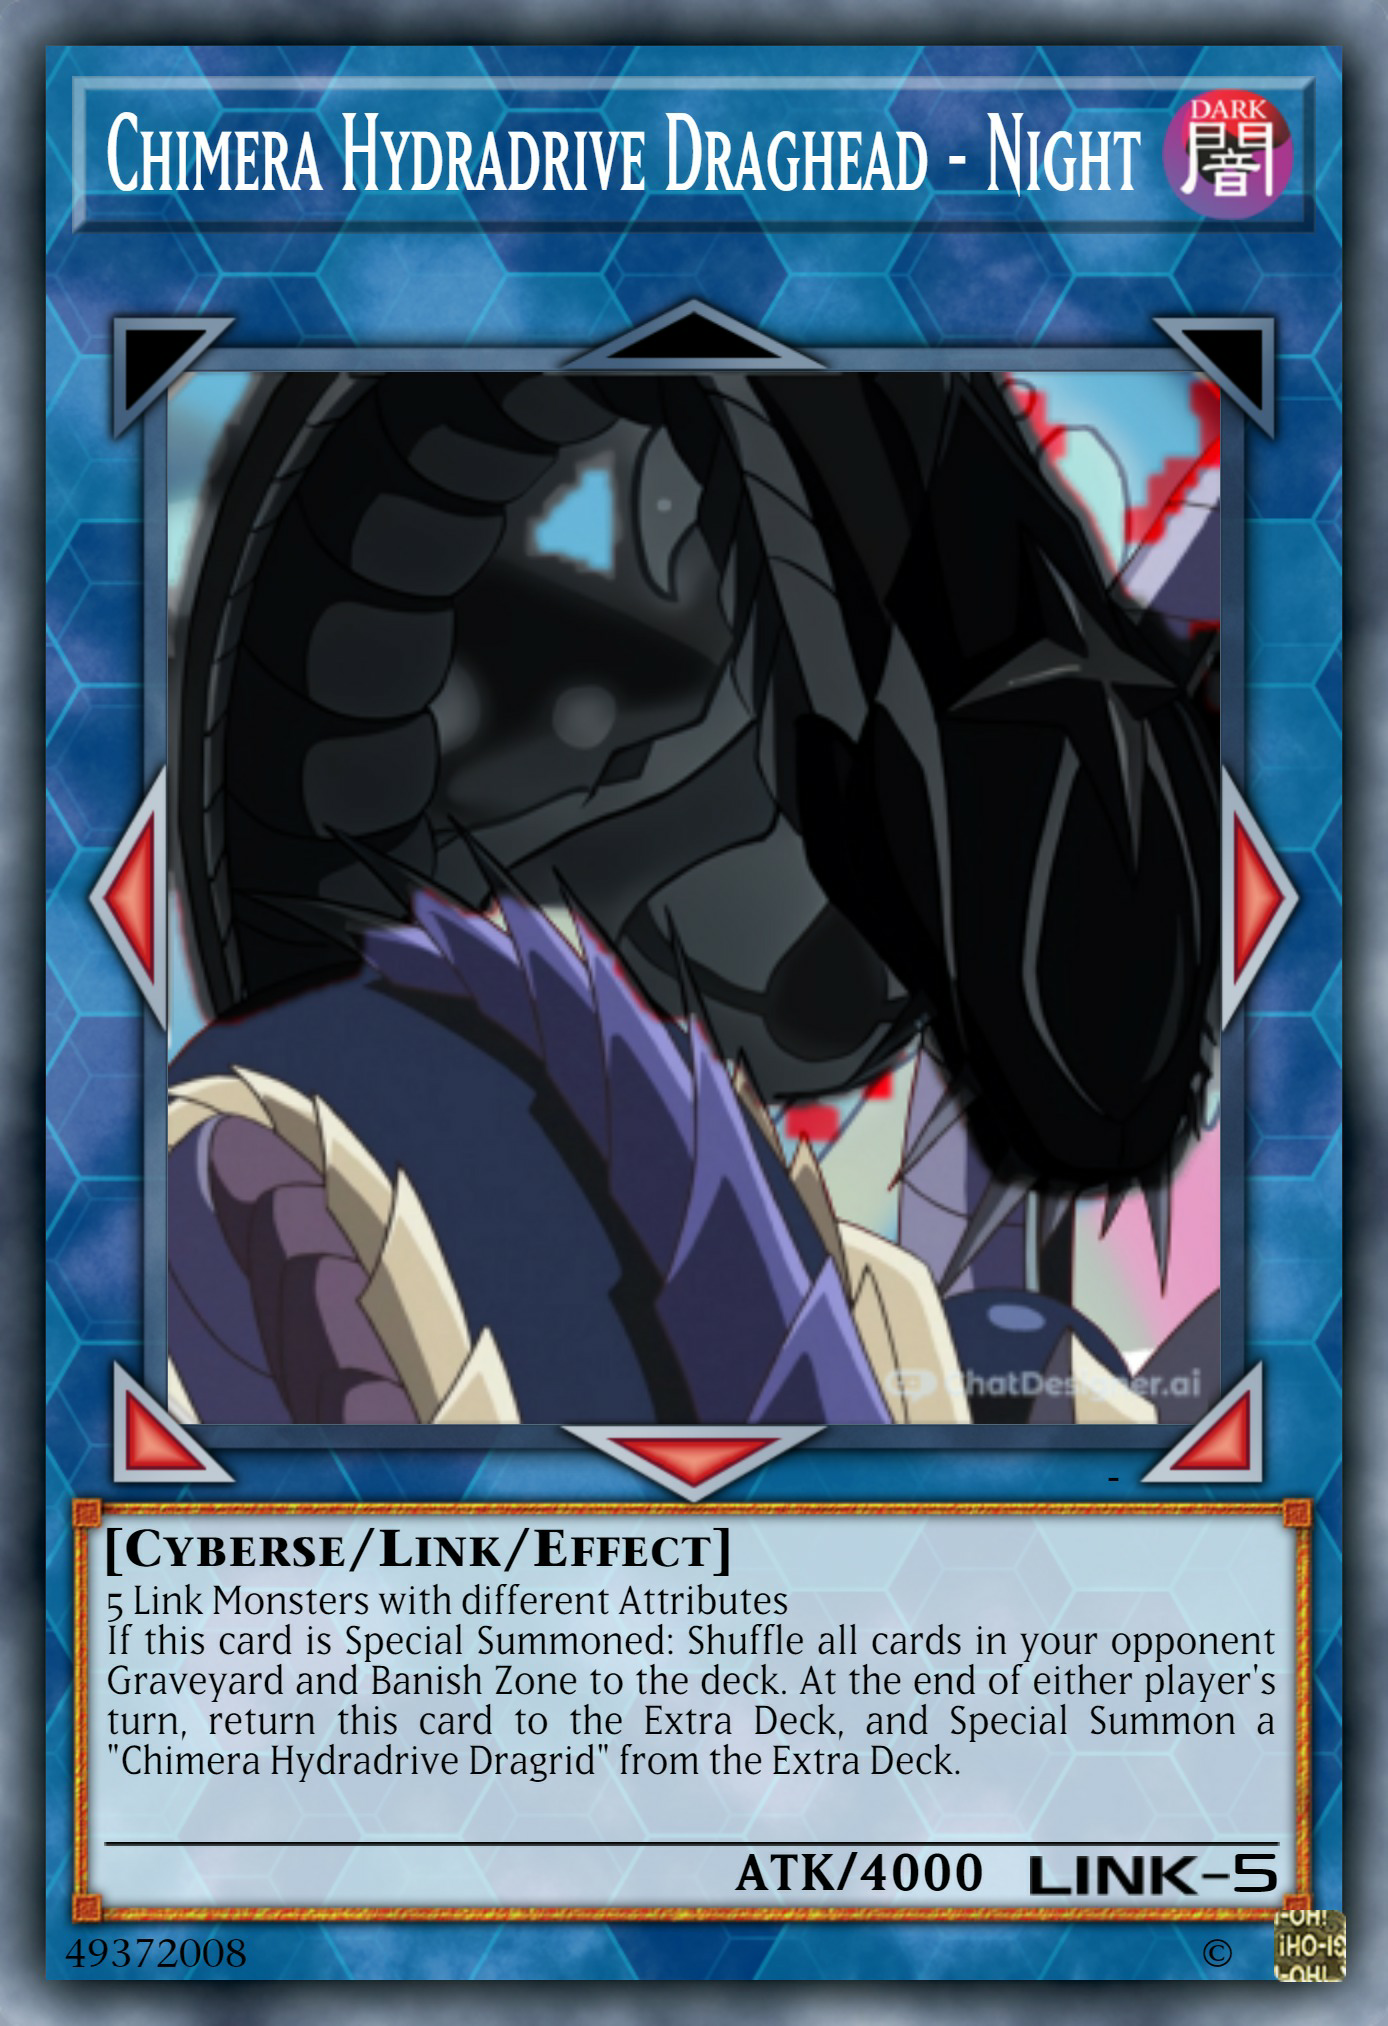 Chimera Hydradrive Draghead - Night
DARK
闇
ChatDesigner.ai
-
[Cyberse/Link/Effect]
5 Link Monsters with different Attributes
If this card is Special Summoned: Shuffle all cards in your opponent
Graveyard and Banish Zone to the deck. At the end of either player's
turn, return this card to the Extra Deck, and Special Summon a
"Chimera Hydradrive Dragrid" from the Extra Deck.
ATK/4000 LINK-5
49372008 ©